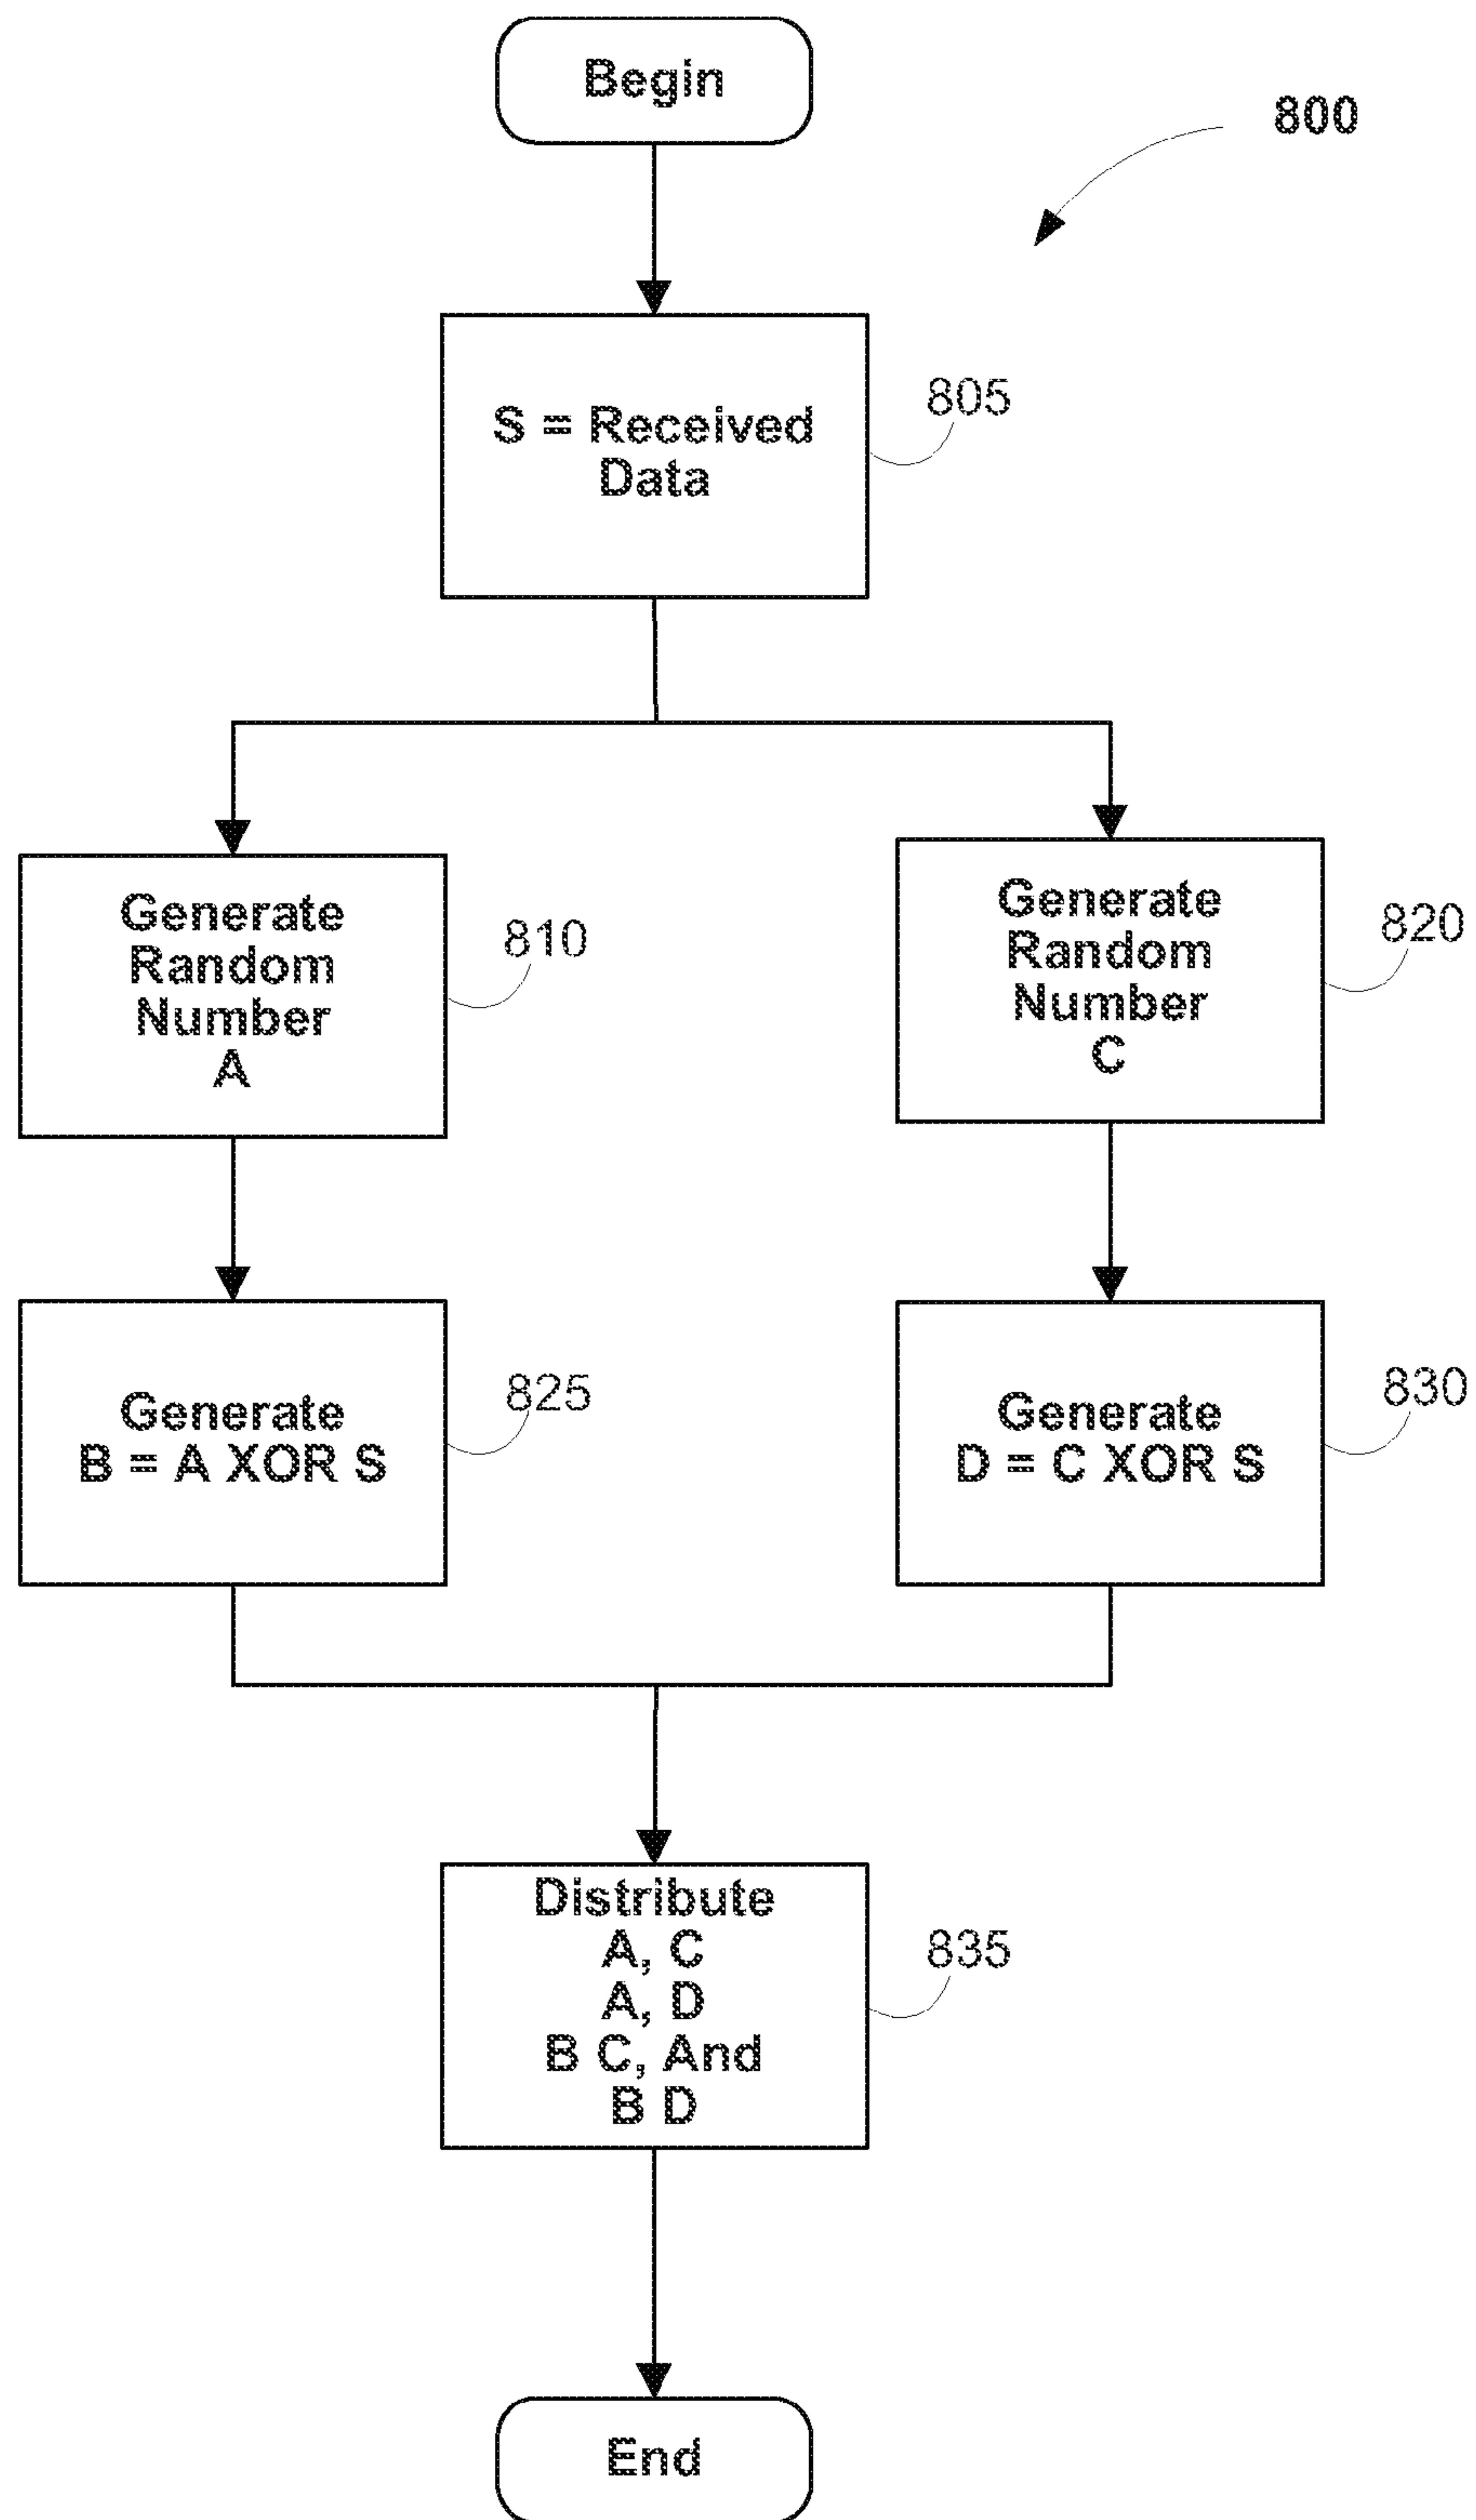 Begin
800
S = Received
Data
805
Generate
Random
Number
A
810
Generate
Random
Number
C
820
Generate
B = A XOR S
825
Generate
D = C XOR S
830
Distribute
A, C
A, D
B C, And
B D
835
End